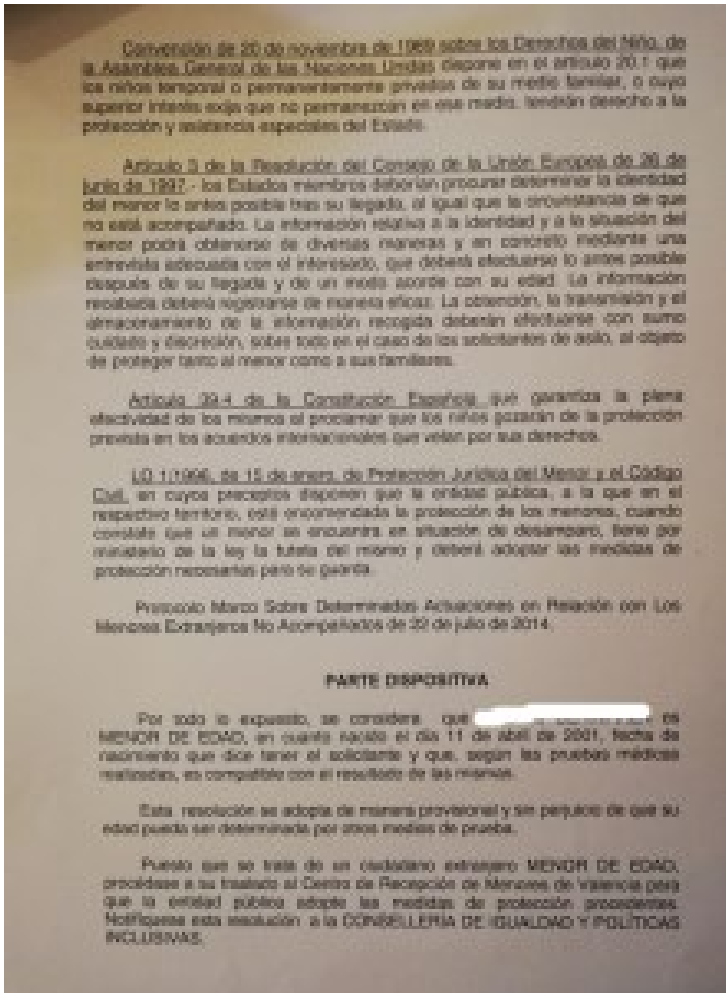 Convención de 20 de noviembre de 1989 sobre los Derechos del Niño, de
la Asamblea General de las Naciones Unidas dispone en el artículo 20.1 que
los niños temporal o permanentemente privados de su medio familiar, o cuyo
superior interés exija que no permanezcan en ese medio, tendrán derecho a la
protección y asistencia especiales del Estado.
Artículo 3 de la Resolución del Consejo de la Unión Europea de 26 de
junio de 1997.- los Estados miembros deberían procurar determinar la identidad
del menor lo antes posible tras su llegado, al igual que la circunstancia de que
no está acompañado. La información relativa a la identidad y a la situación del
menor podrá obtenerse de diversas maneras y en concreto mediante una
entrevista adecuada con el interesado, que deberá efectuarse lo antes posible
después de su llegada y de un modo acorde con su edad. La información
recabada deberá registrarse de manera eficaz. La obtención, la transmisión y el
almacenamiento de la información recogida deberán efectuarse con sumo
cuidado y discreción, sobre todo en el caso de los solicitantes de asilo, al objeto
de proteger tanto al menor como a sus familiares.
Artículo 39.4 de la Constitución Española que garantiza la plena
efectividad de los mismos al proclamar que los niños gozarán de la protección
prevista en los acuerdos internacionales que velan por sus derechos.
LO 1/1996, de 15 de enero, de Protección Jurídica del Menor y el Código
Civil, en cuyos preceptos disponen que la entidad pública, a la que en el
respectivo territorio, esté encomendada la protección de los menores, cuando
constate que un menor se encuentra en situación de desamparo, tiene por
ministerio de la ley la tutela del mismo y deberá adoptar las medidas de
protección necesarias para su guarda.
Protocolo Marco Sobre Determinadas Actuaciones en Relación con Los
Menores Extranjeros No Acompañados de 22 de julio de 2014.
PARTE DISPOSITIVA
Por todo lo expuesto, se considera que es
MENOR DE EDAD, en cuanto nacido el día 11 de abril de 2001, fecha de
nacimiento que dice tener el solicitante y que, según las pruebas médicas
realizadas, es compatible con el resultado de las mismas.
Esta resolución se adopta de manera provisional y sin perjuicio de que su
edad pueda ser determinada por otros medios de prueba.
Puesto que se trata de un ciudadano extranjero MENOR DE EDAD,
procédase a su traslado al Centro de Recepción de Menores de Valencia para
que la entidad pública adopte las medidas de protección procedentes.
Notifíquese esta resolución a la CONSELLERÍA DE IGUALDAD Y POLÍTICAS
INCLUSIVAS.